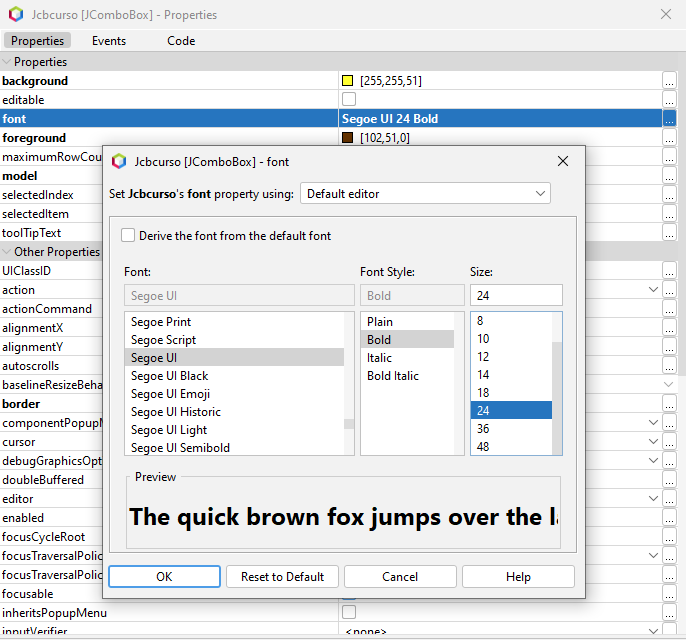 Jcbcurso [JComboBox] - Properties
Properties Events Code
Properties
background [255,255,51]
editable
font Segoe UI 24 Bold ...
foreground [102,51,0]
maximumRowCou
model
selectedIndex
selectedItem
toolTipText
Other Properties
UIClassID
action
actionCommand
alignmentX
alignmentY
autoscrolls
baselineResizeBeha
border
componentPopupM
cursor
debugGraphicsOpt
doubleBuffered
editor
enabled
focusCycleRoot
focusTraversalPolic
focusTraversalPolic
focusable
inheritsPopupMenu
inputVerifier <none>
Jcbcurso [JComboBox] - font
Set Jcbcurso's font property using: Default editor
Derive the font from the default font
Font: Font Style: Size:
Segoe UI Bold 24
Segoe Print
Segoe Script
Segoe UI
Segoe UI Black
Segoe UI Emoji
Segoe UI Historic
Segoe UI Light
Segoe UI Semibold
Plain
Bold
Italic
Bold Italic
8
10
12
14
18
24
36
48
Preview
The quick brown fox jumps over the l
OK Reset to Default Cancel Help